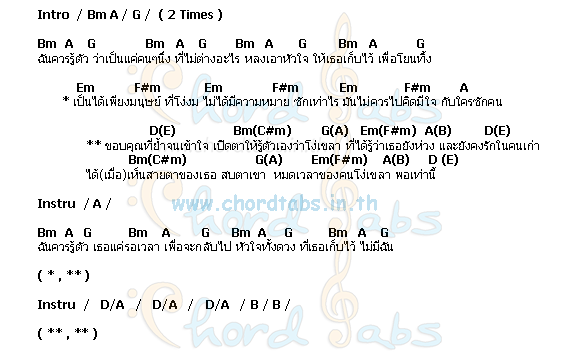 Intro / Bm A / G / ( 2 Times )
Bm A G Bm A G Bm A G Bm A G
ฉันควรรู้ตัว ว่าเป็นแค่คนๆนึง ที่ไม่ต่างอะไร หลงเอาหัวใจ ให้เธอเก็บไว้ เพื่อโยนทิ้ง
Em F#m Em F#m Em F#m A
* เป็นได้เพียงมนุษย์ ที่โง่งม ไม่ได้มีความหมาย ซักเท่าไร มันไม่ควรไปคิดมีใจ กับใครซักคน
D(E) Bm(C#m) G(A) Em(F#m) A(B) D(E)
** ขอบคุณที่ย้ำจนเข้าใจ เปิดตาให้รู้ตัวเองว่าโง่เขลา ที่ได้รู้ว่าเธอยังห่วง และยังคงรักในคนเก่า
Bm(C#m) G(A) Em(F#m) A(B) D (E)
ได้(เมื่อ)เห็นสายตาของเธอ สบตาเขา หมดเวลาของคนโง่เขลา พอเท่านี้
Instru / A /
www.chordtabs.in.th
Chord Tabs
Bm A G Bm A G Bm A G Bm A G
ฉันควรรู้ตัว เธอแค่รอเวลา เพื่อจะกลับไป หัวใจทั้งดวง ที่เธอเก็บไว้ ไม่มีฉัน
( * , ** )
Instru / D/A / D/A / D/A / B / B /
( ** , ** )
Chord Tabs